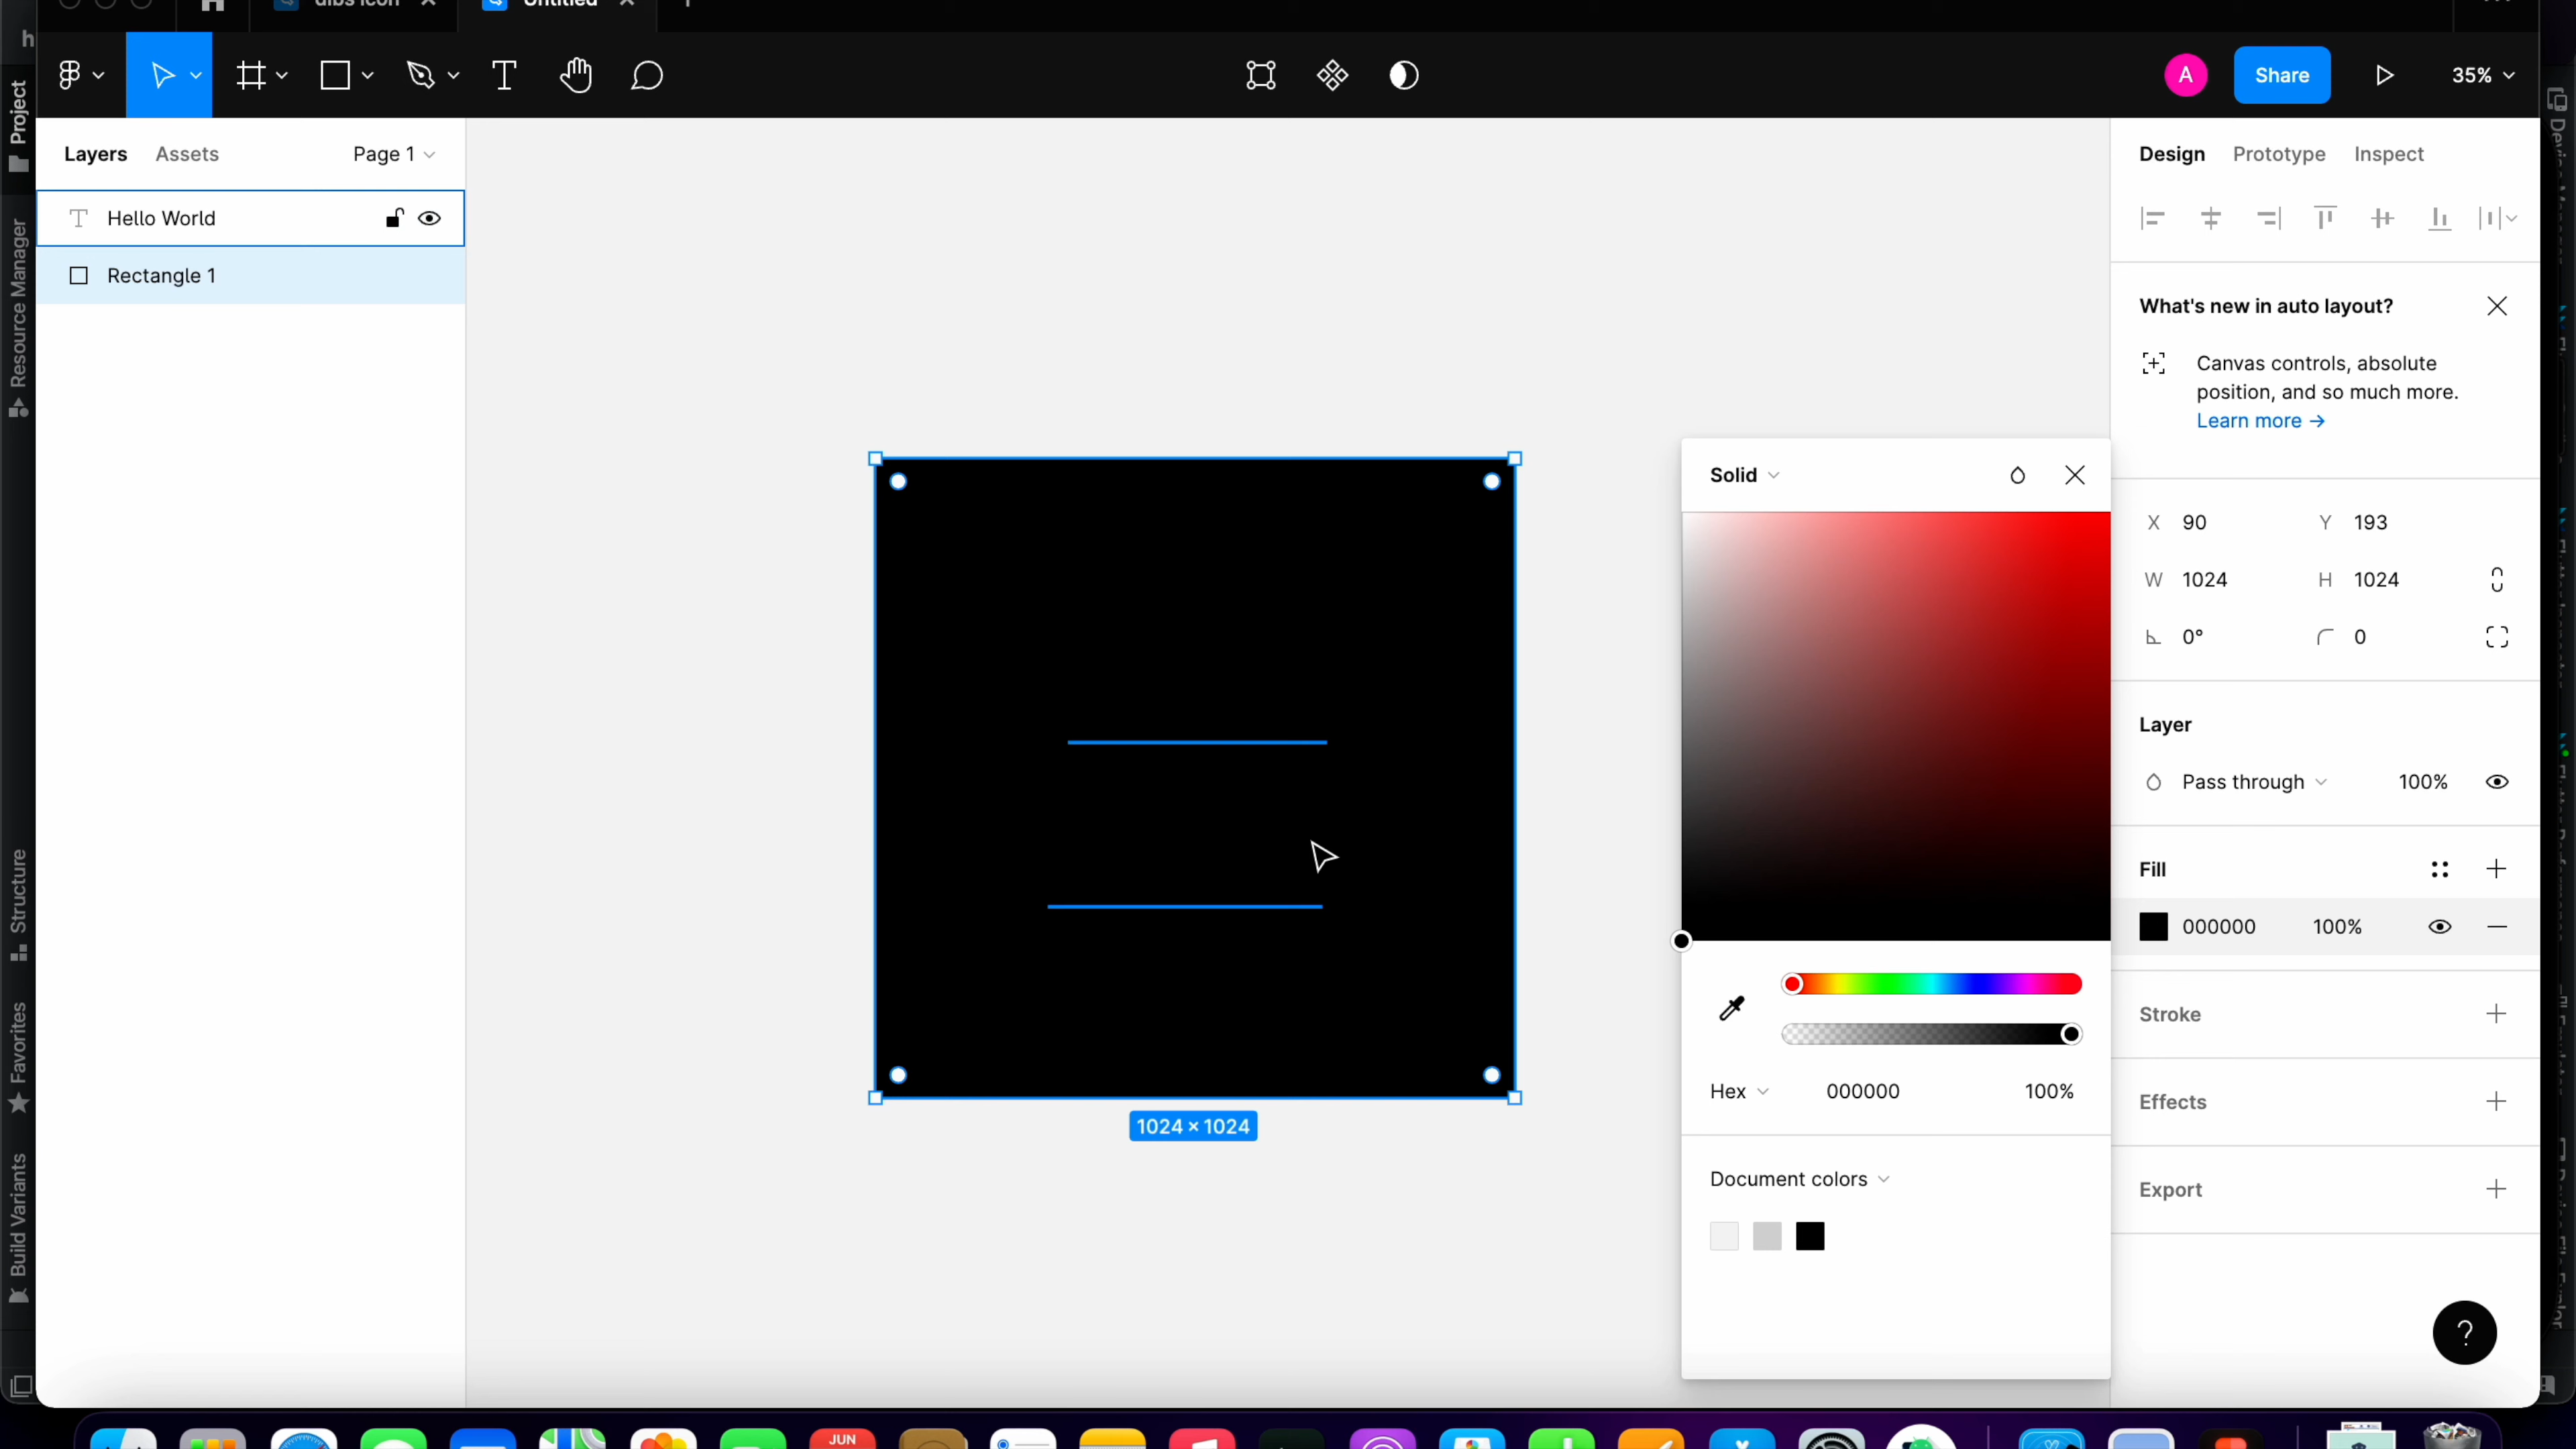 dibs icon
Untitled
Share
35%
A
Project
Resource Manager
Structure
Favorites
Build Variants
Layers Assets Page 1
Hello World
Rectangle 1
1024 × 1024
Solid
Hex 000000 100%
Document colors
Design Prototype Inspect
What's new in auto layout?
Canvas controls, absolute
position, and so much more.
Learn more →
X 90 Y 193
W 1024 H 1024
0° 0
Layer
Pass through 100%
Fill
000000 100%
Stroke
Effects
Export
?
JUN